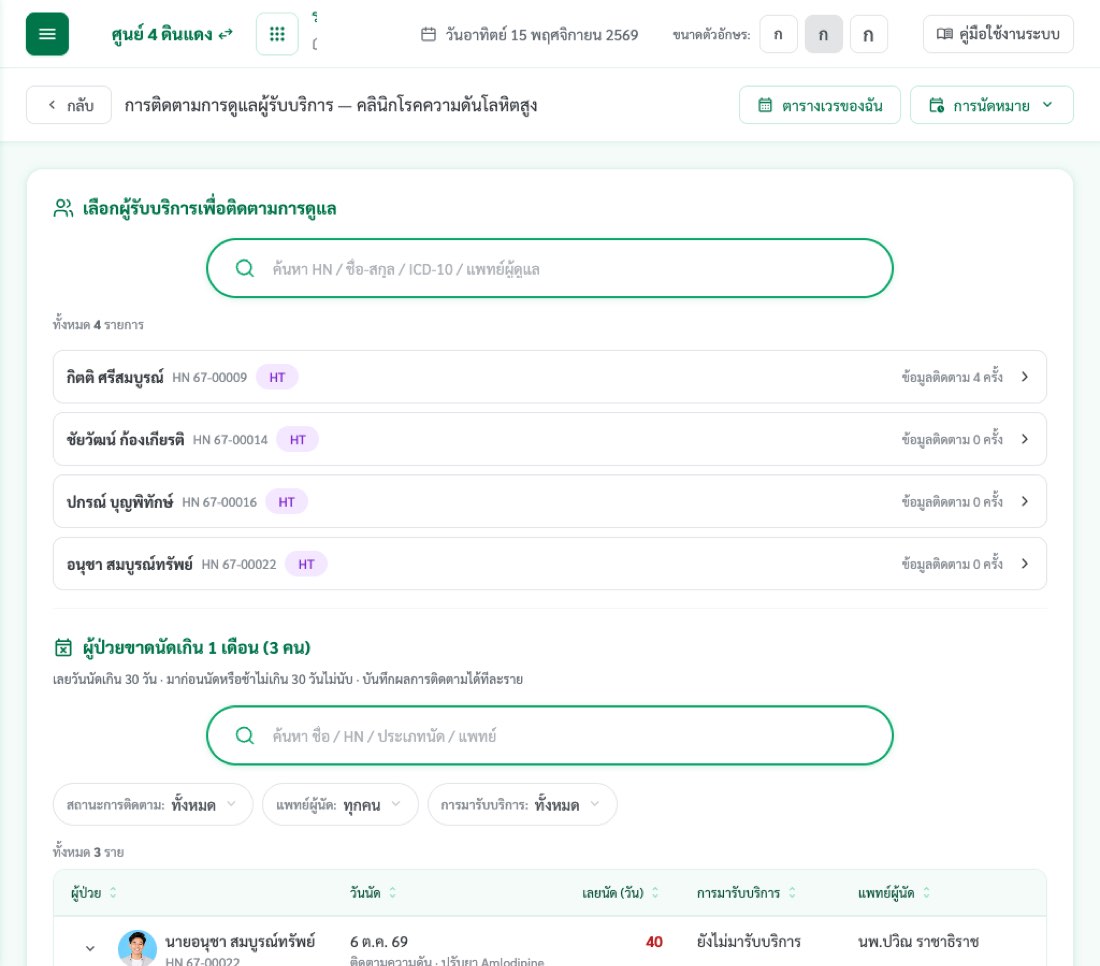 ศูนย์ 4 ดินแดง
วันอาทิตย์ 15 พฤศจิกายน 2569
ขนาดตัวอักษร: ก ก ก
คู่มือใช้งานระบบ
กลับ
การติดตามการดูแลผู้รับบริการ — คลินิกโรคความดันโลหิตสูง
ตารางเวรของฉัน
การนัดหมาย
เลือกผู้รับบริการเพื่อติดตามการดูแล
ค้นหา HN / ชื่อ-สกุล / ICD-10 / แพทย์ผู้ดูแล
ทั้งหมด 4 รายการ
กิตติ ศรีสมบูรณ์ HN 67-00009 HT ข้อมูลติดตาม 4 ครั้ง
ชัยวัฒน์ ก้องเกียรติ HN 67-00014 HT ข้อมูลติดตาม 0 ครั้ง
ปกรณ์ บุญพิทักษ์ HN 67-00016 HT ข้อมูลติดตาม 0 ครั้ง
อนุชา สมบูรณ์ทรัพย์ HN 67-00022 HT ข้อมูลติดตาม 0 ครั้ง
ผู้ป่วยขาดนัดเกิน 1 เดือน (3 คน)
เลยวันนัดเกิน 30 วัน · มาก่อนนัดหรือช้าไม่เกิน 30 วันไม่นับ · บันทึกผลการติดตามได้ทีละราย
ค้นหา ชื่อ / HN / ประเภทนัด / แพทย์
สถานะการติดตาม: ทั้งหมด แพทย์ผู้นัด: ทุกคน การมารับบริการ: ทั้งหมด
ทั้งหมด 3 ราย
ผู้ป่วย วันนัด เลยนัด (วัน) การมารับบริการ แพทย์ผู้นัด
นายอนุชา สมบูรณ์ทรัพย์ 6 ต.ค. 69 40 ยังไม่มารับบริการ นพ.ปวิณ ราชาธิราช
HN 67-00022 ติดตามความดัน · ปรับยา Amlodipine